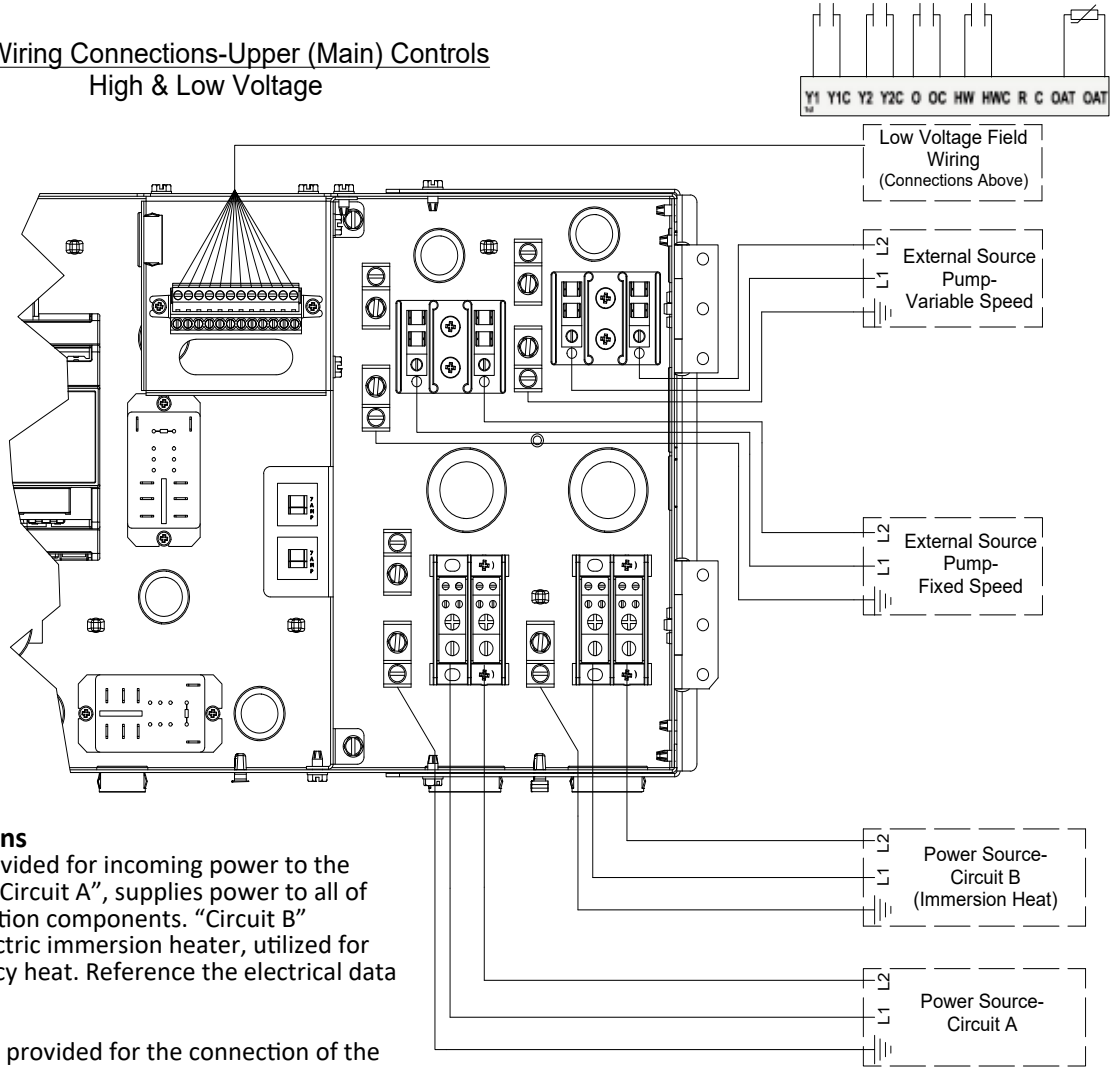 Wiring Connections-Upper (Main) Controls
High & Low Voltage
Y1 Y1C Y2 Y2C O OC HW HWC R C OAT OAT
Low Voltage Field
Wiring
(Connections Above)
L2
L1
External Source
Pump-
Variable Speed
7 AMP
7 AMP
L2
L1
External Source
Pump-
Fixed Speed
L2
L1
Power Source-
Circuit B
(Immersion Heat)
L2
L1
Power Source-
Circuit A
ns
vided for incoming power to the
Circuit A”, supplies power to all of
tion components. “Circuit B”
ctric immersion heater, utilized for
cy heat. Reference the electrical data
provided for the connection of the